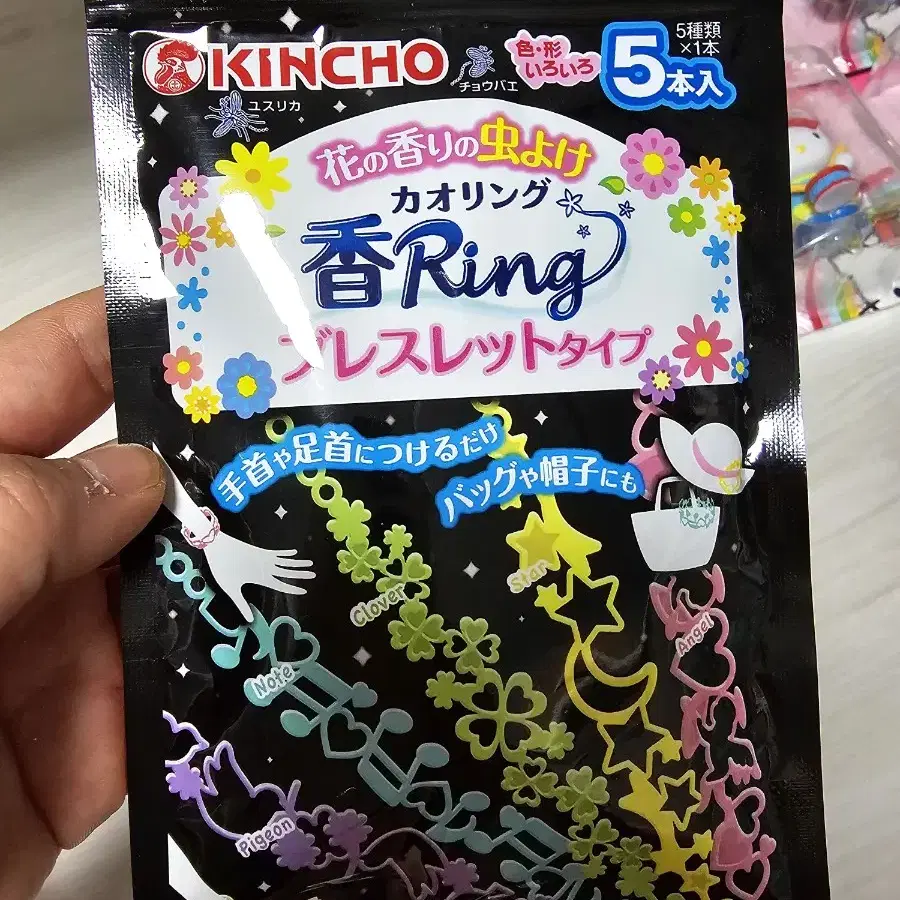 KINCHO
ユスリカ
チョウバエ
色・形
いろいろ
5本入
5種類
×1本
花の香りの虫よけ
カオリング
香Ring
ブレスレットタイプ
手首や足首につけるだけ
バッグや帽子にも
Star
Clover
Angel
Note
Pigeon